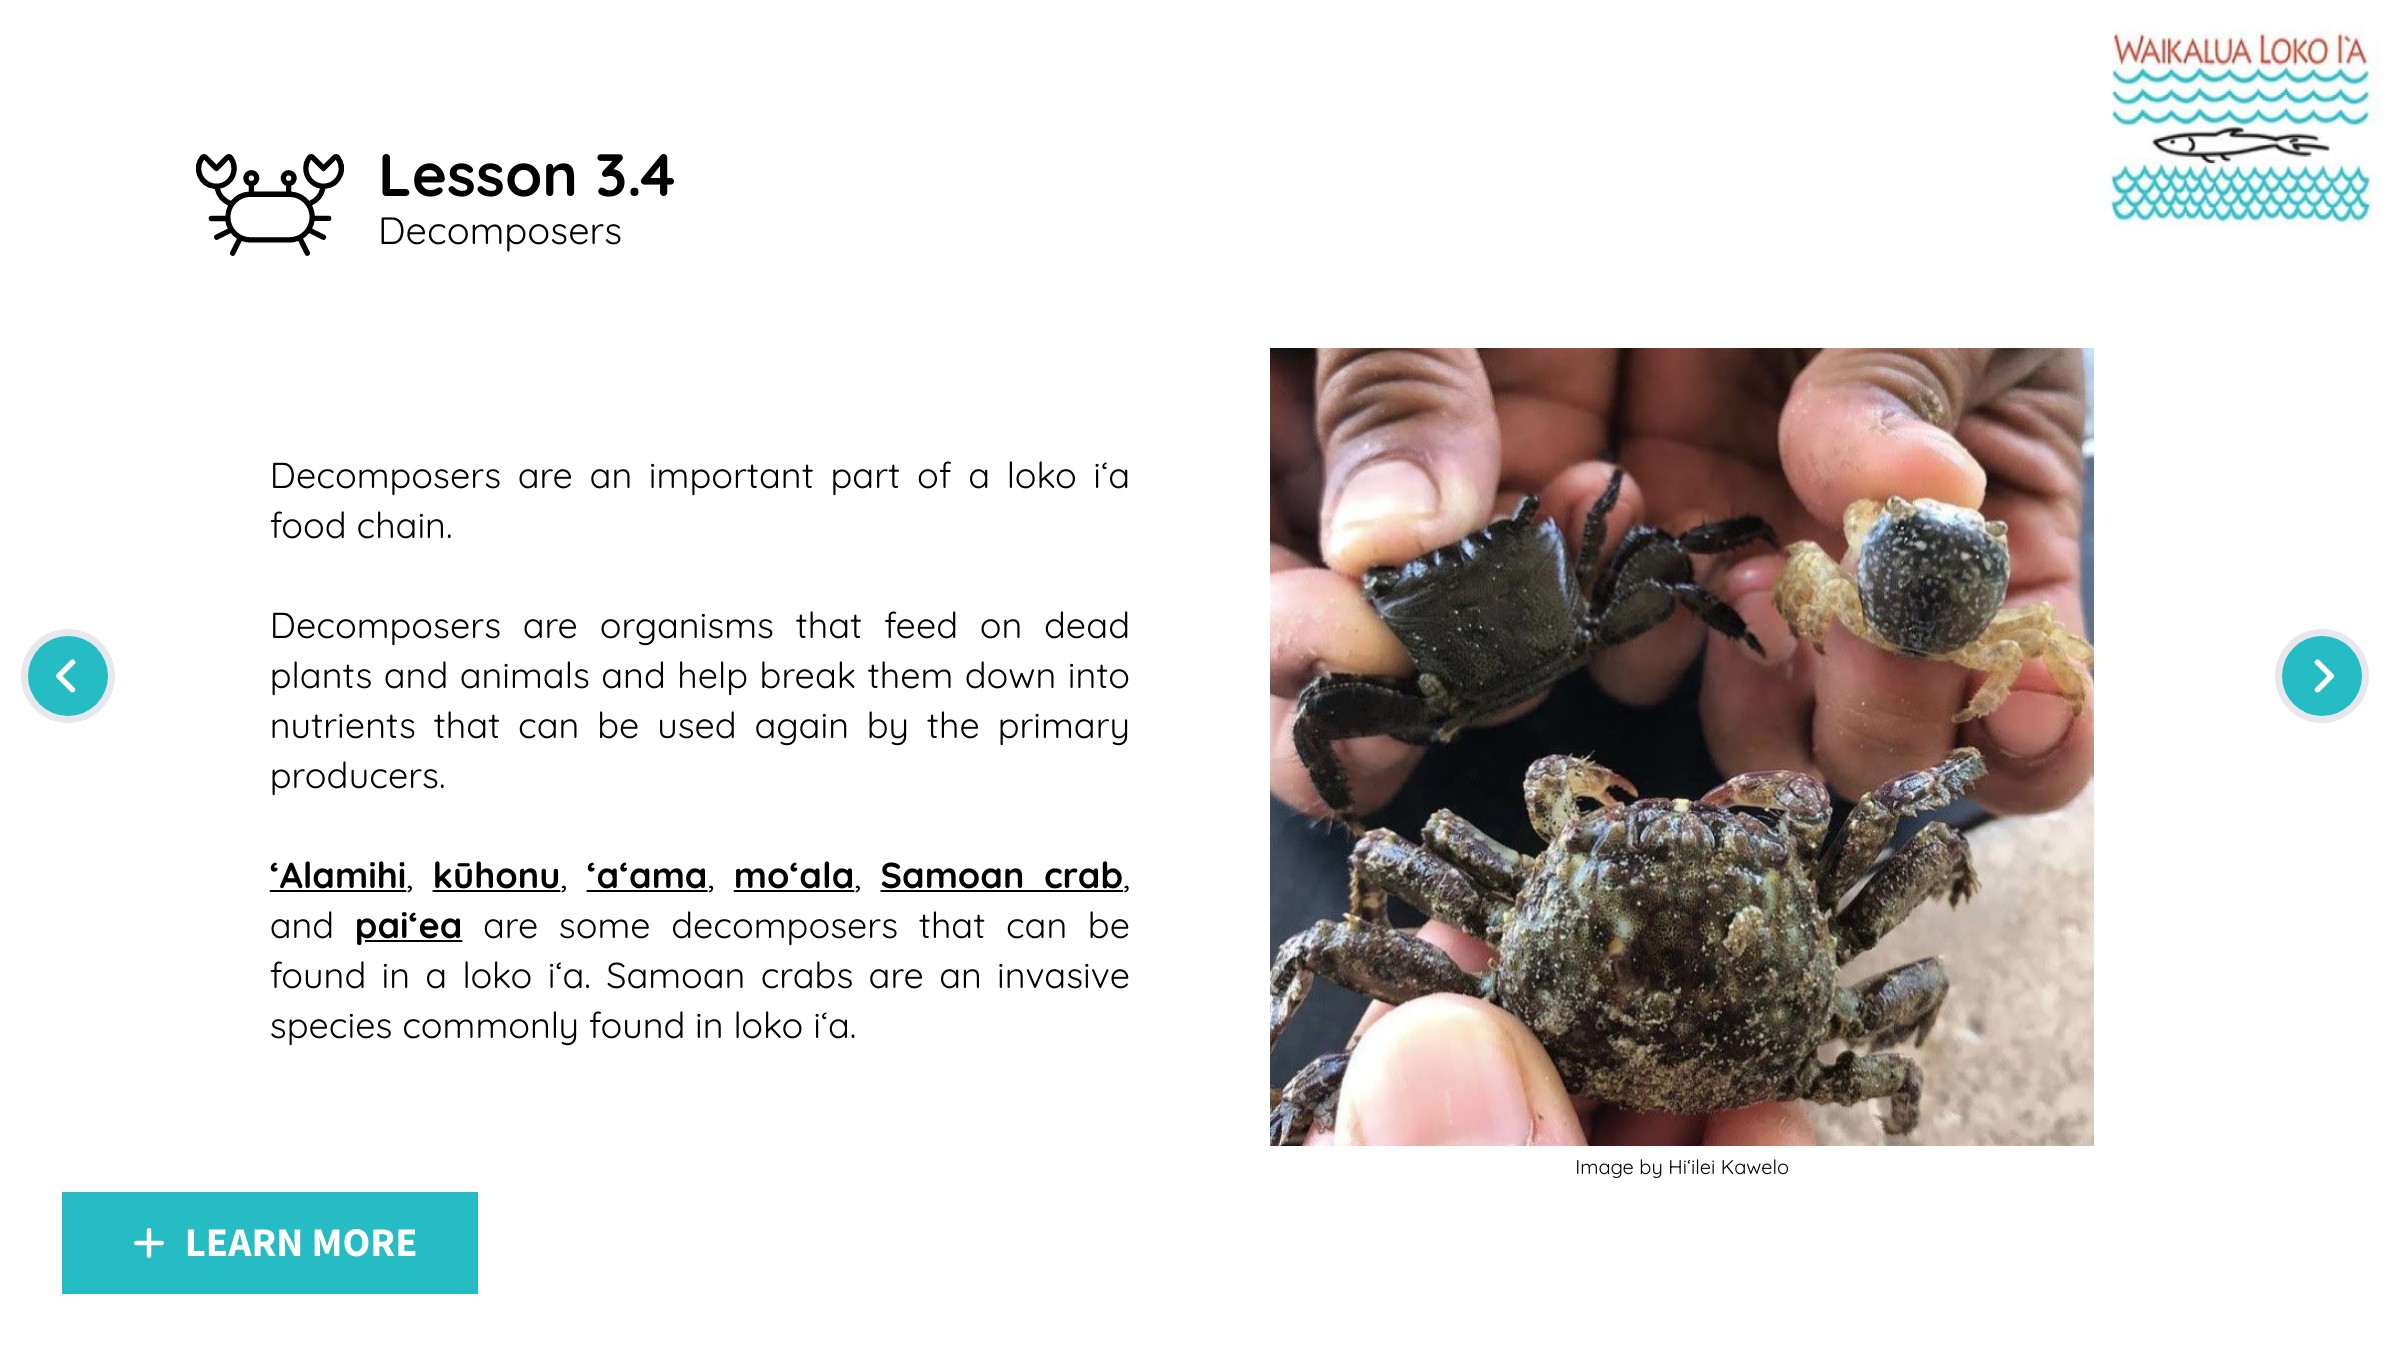 WAIKALUA LOKO I'A
Lesson 3.4
Decomposers
Decomposers are an important part of a loko iʻa
food chain.
Decomposers are organisms that feed on dead
plants and animals and help break them down into
nutrients that can be used again by the primary
producers.
ʻAlamihi, kūhonu, ʻaʻama, moʻala, Samoan crab,
and paiʻea are some decomposers that can be
found in a loko iʻa. Samoan crabs are an invasive
species commonly found in loko iʻa.
Image by Hiʻilei Kawelo
+ LEARN MORE